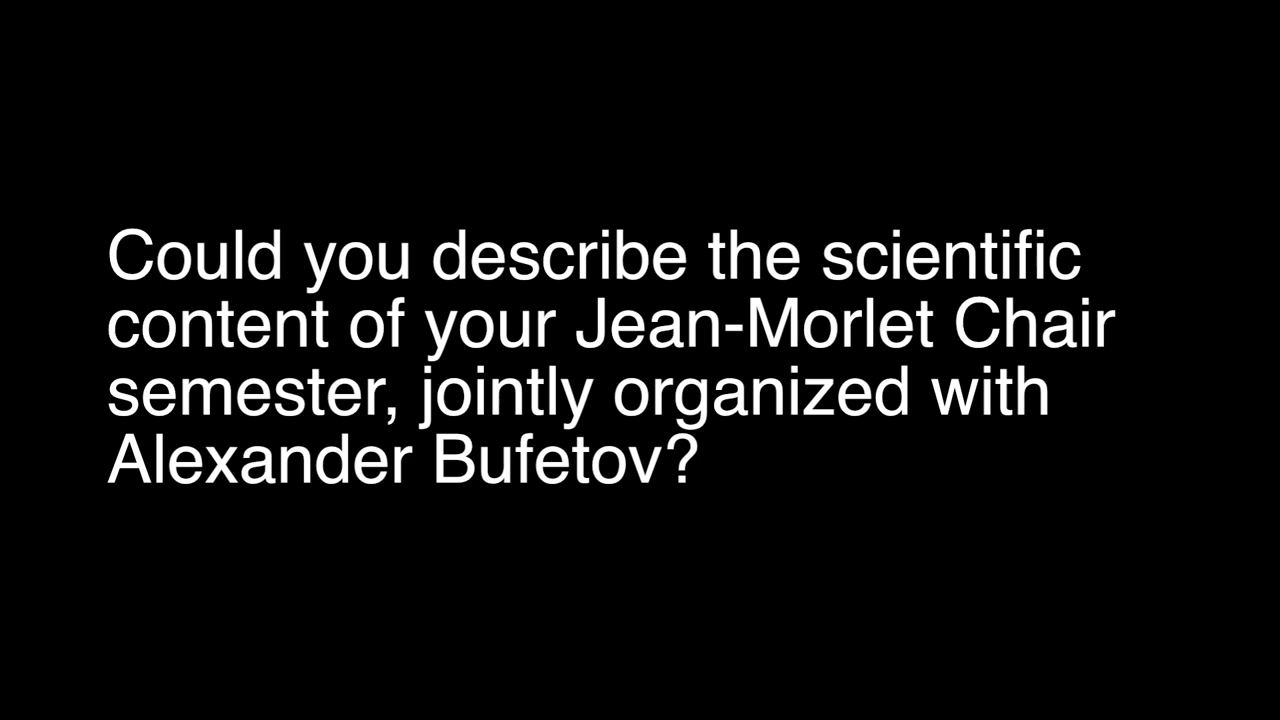 Could you describe the scientific
content of your Jean-Morlet Chair
semester, jointly organized with
Alexander Bufetov?